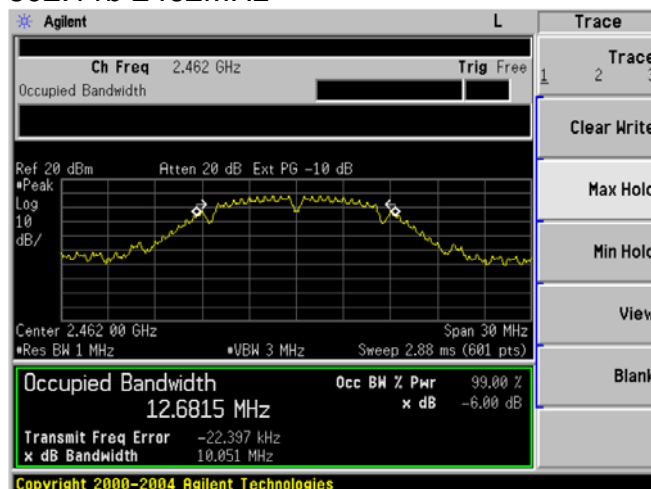 Agilent L Trace
Ch Freq 2.462 GHz Trig Free
Occupied Bandwidth
Trace
1 2
Clear Write
Max Hold
Min Hold
View
Blank
Ref 20 dBm Atten 20 dB Ext PG -10 dB
#Peak
Log
10
dB/
Center 2.462 00 GHz Span 30 MHz
#Res BW 1 MHz #VBW 3 MHz Sweep 2.88 ms (601 pts)
Occupied Bandwidth Occ BW % Pwr 99.00 %
12.6815 MHz x dB -6.00 dB
Transmit Freq Error -22.397 kHz
x dB Bandwidth 10.051 MHz
Copyright 2000-2004 Agilent Technologies